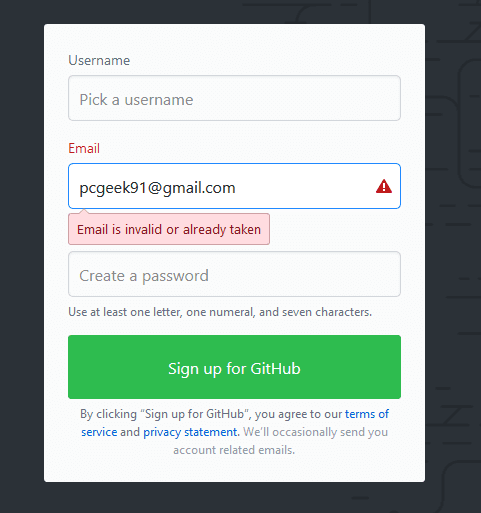 Username
Pick a username
Email
pcgeek91@gmail.com
Email is invalid or already taken
Create a password
Use at least one letter, one numeral, and seven characters.
Sign up for GitHub
By clicking “Sign up for GitHub”, you agree to our terms of
service and privacy statement. We’ll occasionally send you
account related emails.